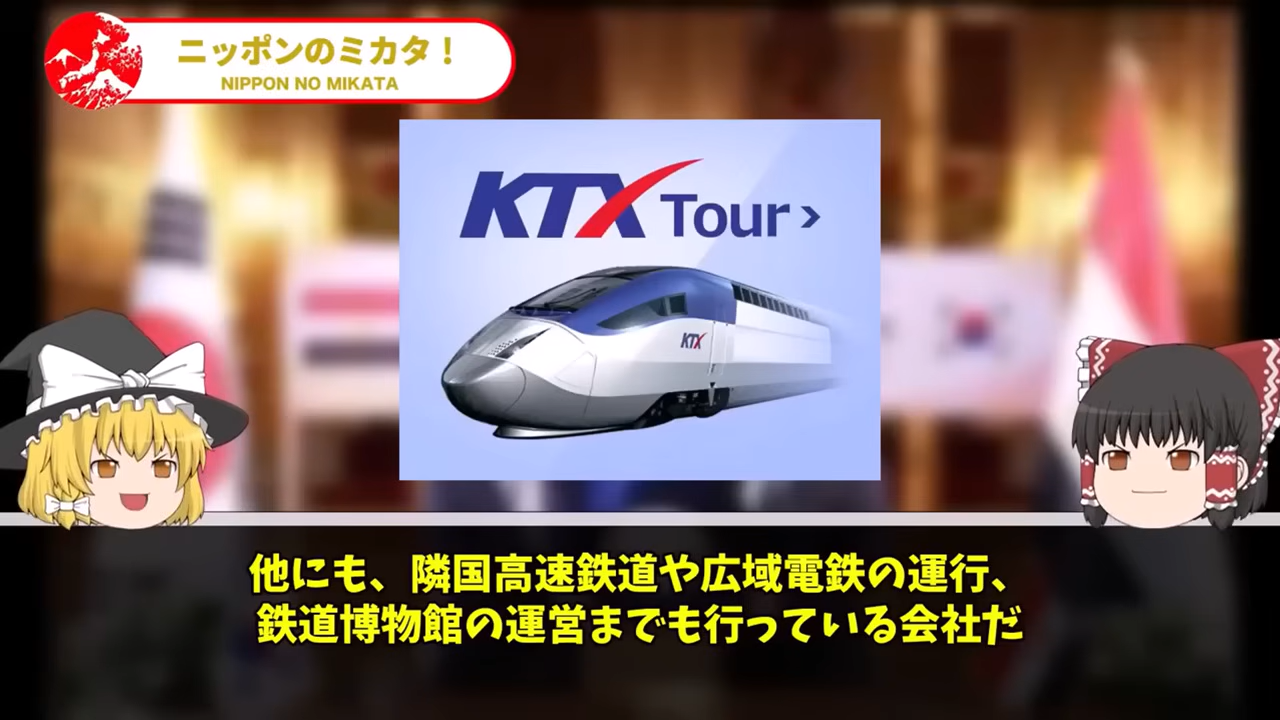 ニッポンのミカタ！
NIPPON NO MIKATA
KTX Tour >
KTX
他にも、隣国高速鉄道や広域電鉄の運行、
鉄道博物館の運営までも行っている会社だ